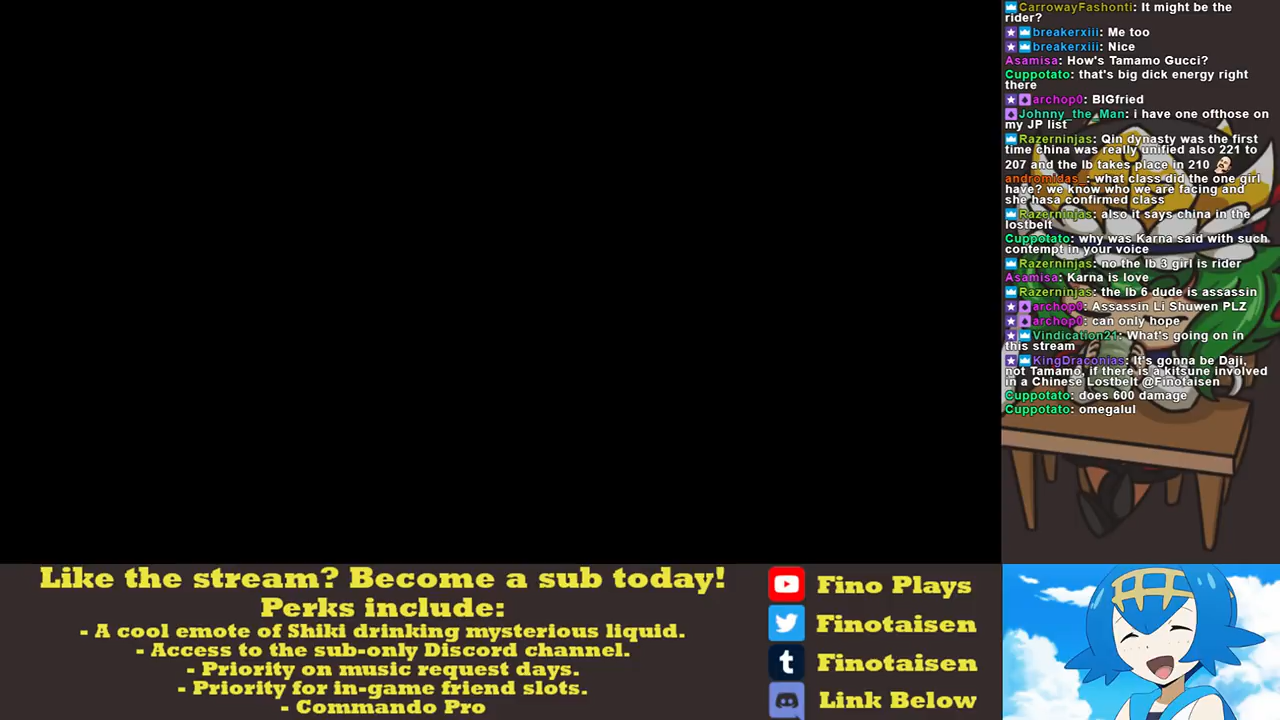 CarrowayFashonti: It might be the
rider?
breakerxiii: Me too
breakerxiii: Nice
Asamisa: How's Tamamo Gucci?
Cuppotato: that's big dick energy right
there
archop0: BIGfried
Johnny_the_Man: i have one ofthose on
my JP list
Razerninjas: Qin dynasty was the first
time china was really unified also 221 to
207 and the lb takes place in 210
andromidas_: what class did the one girl
have? we know who we are facing and
she hasa confirmed class
Razerninjas: also it says china in the
lostbelt
Cuppotato: why was Karna said with such
contempt in your voice
Razerninjas: no the lb 3 girl is rider
Asamisa: Karna is love
Razerninjas: the lb 6 dude is assassin
archop0: Assassin Li Shuwen PLZ
archop0: can only hope
Vindication21: What's going on in
this stream
KingDraconias: It's gonna be Daji,
not Tamamo, if there is a kitsune involved
in a Chinese Lostbelt @Finotaisen
Cuppotato: does 600 damage
Cuppotato: omegalul
Like the stream? Become a sub today!
Perks include:
- A cool emote of Shiki drinking mysterious liquid.
- Access to the sub-only Discord channel.
- Priority on music request days.
- Priority for in-game friend slots.
- Commando Pro
Fino Plays
Finotaisen
Finotaisen
Link Below